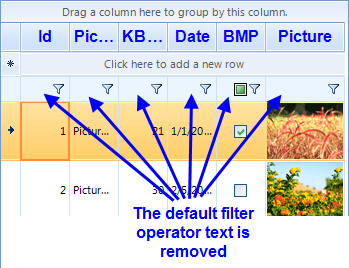 Drag a column here to group by this column.
Id Pic... KB... Date BMP Picture
Click here to add a new row
1 Pictur... 21 1/1/20...
2 Pictur... 30 2/5/20...
The default filter
operator text is
removed